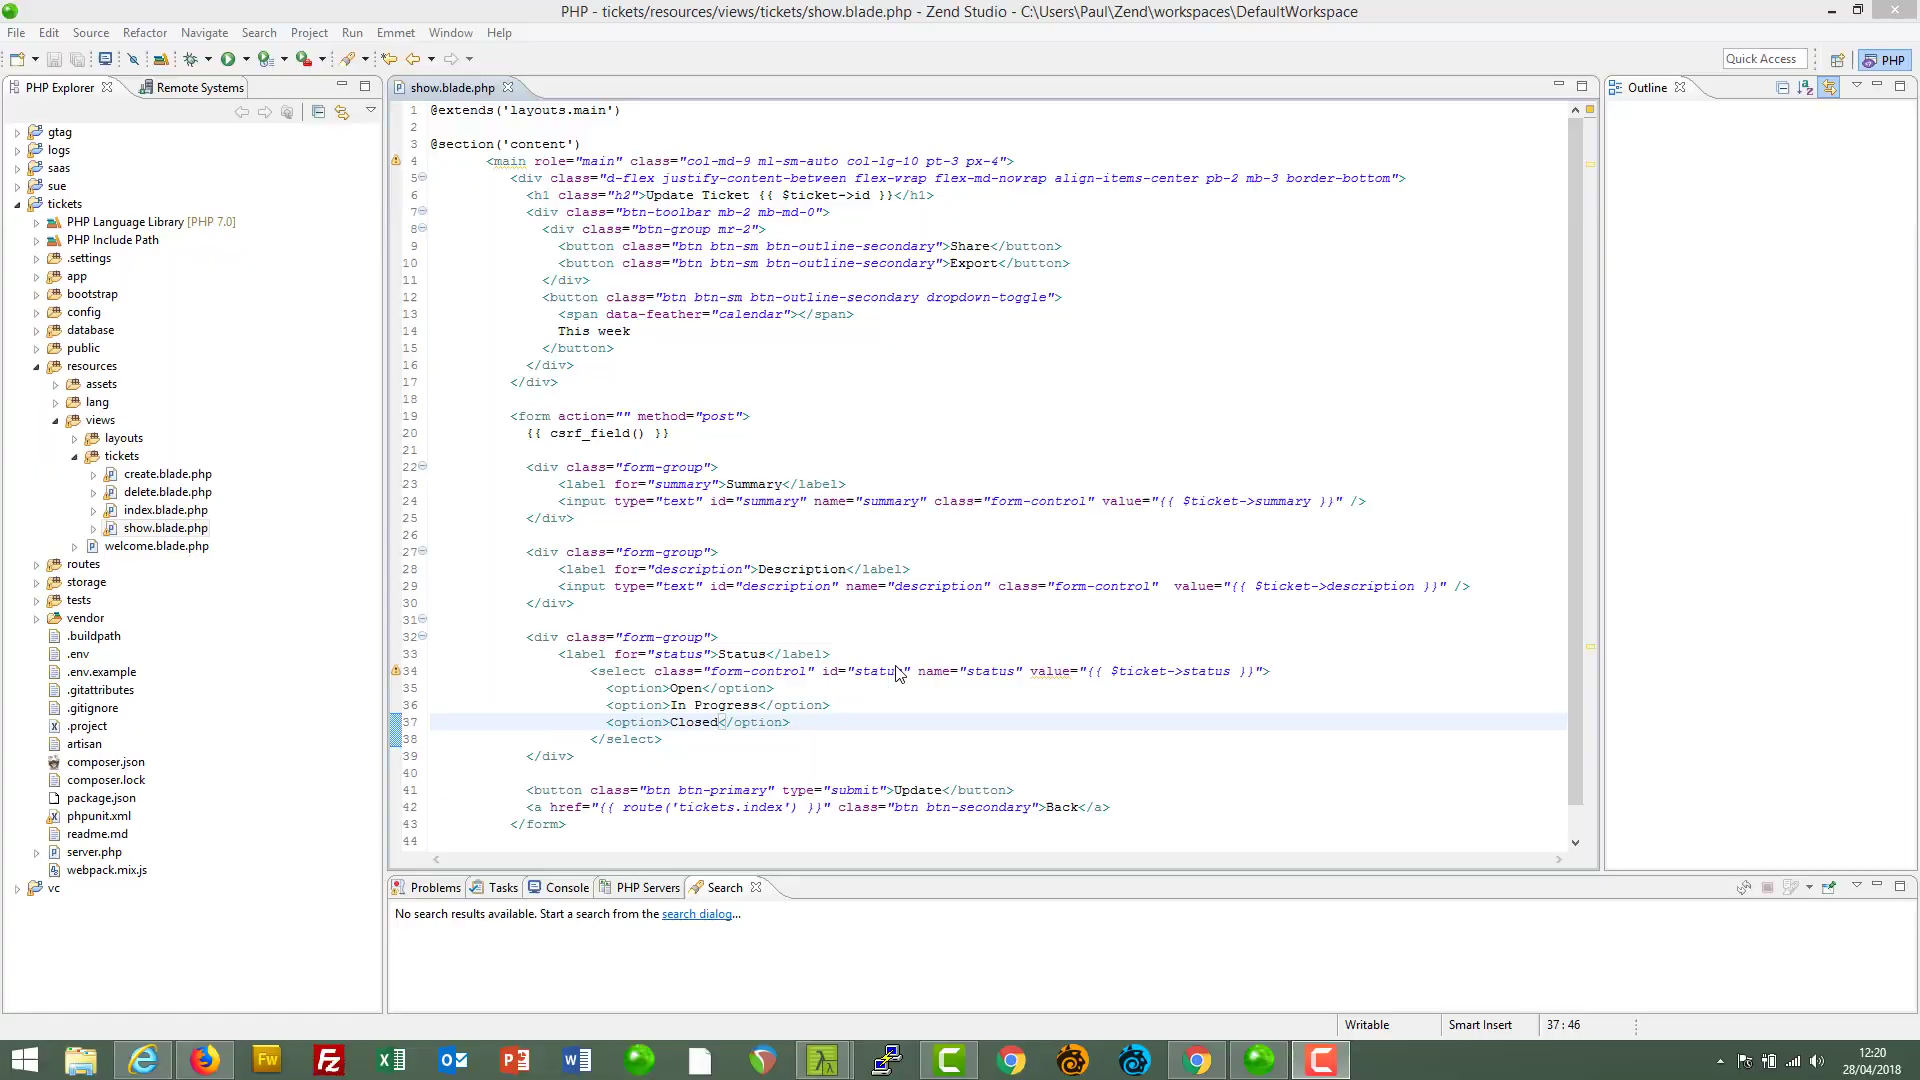 PHP - tickets/resources/views/tickets/show.blade.php - Zend Studio - C:\Users\Paul\Zend\workspaces\DefaultWorkspace
File Edit Source Refactor Navigate Search Project Run Emmet Window Help
Quick Access
PHP
PHP Explorer
Remote Systems
gtag
logs
saas
sue
tickets
PHP Language Library [PHP 7.0]
PHP Include Path
.settings
app
bootstrap
config
database
public
resources
assets
lang
views
layouts
tickets
create.blade.php
delete.blade.php
index.blade.php
show.blade.php
welcome.blade.php
routes
storage
tests
vendor
.buildpath
.env
.env.example
.gitattributes
.gitignore
.project
artisan
composer.json
composer.lock
package.json
phpunit.xml
readme.md
server.php
webpack.mix.js
vc
show.blade.php
1 @extends('layouts.main')
2
3 @section('content')
4 <main role="main" class="col-md-9 ml-sm-auto col-lg-10 pt-3 px-4">
5 <div class="d-flex justify-content-between flex-wrap flex-md-nowrap align-items-center pb-2 mb-3 border-bottom">
6 <h1 class="h2">Update Ticket {{ $ticket->id }}</h1>
7 <div class="btn-toolbar mb-2 mb-md-0">
8 <div class="btn-group mr-2">
9 <button class="btn btn-sm btn-outline-secondary">Share</button>
10 <button class="btn btn-sm btn-outline-secondary">Export</button>
11 </div>
12 <button class="btn btn-sm btn-outline-secondary dropdown-toggle">
13 <span data-feather="calendar"></span>
14 This week
15 </button>
16 </div>
17 </div>
18
19 <form action="" method="post">
20 {{ csrf_field() }}
21
22 <div class="form-group">
23 <label for="summary">Summary</label>
24 <input type="text" id="summary" name="summary" class="form-control" value="{{ $ticket->summary }}" />
25 </div>
26
27 <div class="form-group">
28 <label for="description">Description</label>
29 <input type="text" id="description" name="description" class="form-control"  value="{{ $ticket->description }}" />
30 </div>
31
32 <div class="form-group">
33 <label for="status">Status</label>
34 <select class="form-control" id="status" name="status" value="{{ $ticket->status }}">
35 <option>Open</option>
36 <option>In Progress</option>
37 <option>Closed</option>
38 </select>
39 </div>
40
41 <button class="btn btn-primary" type="submit">Update</button>
42 <a href="{{ route('tickets.index') }}" class="btn btn-secondary">Back</a>
43 </form>
44
Outline
Problems Tasks Console PHP Servers Search
No search results available. Start a search from the search dialog...
Writable Smart Insert 37 : 46
12:20
28/04/2018